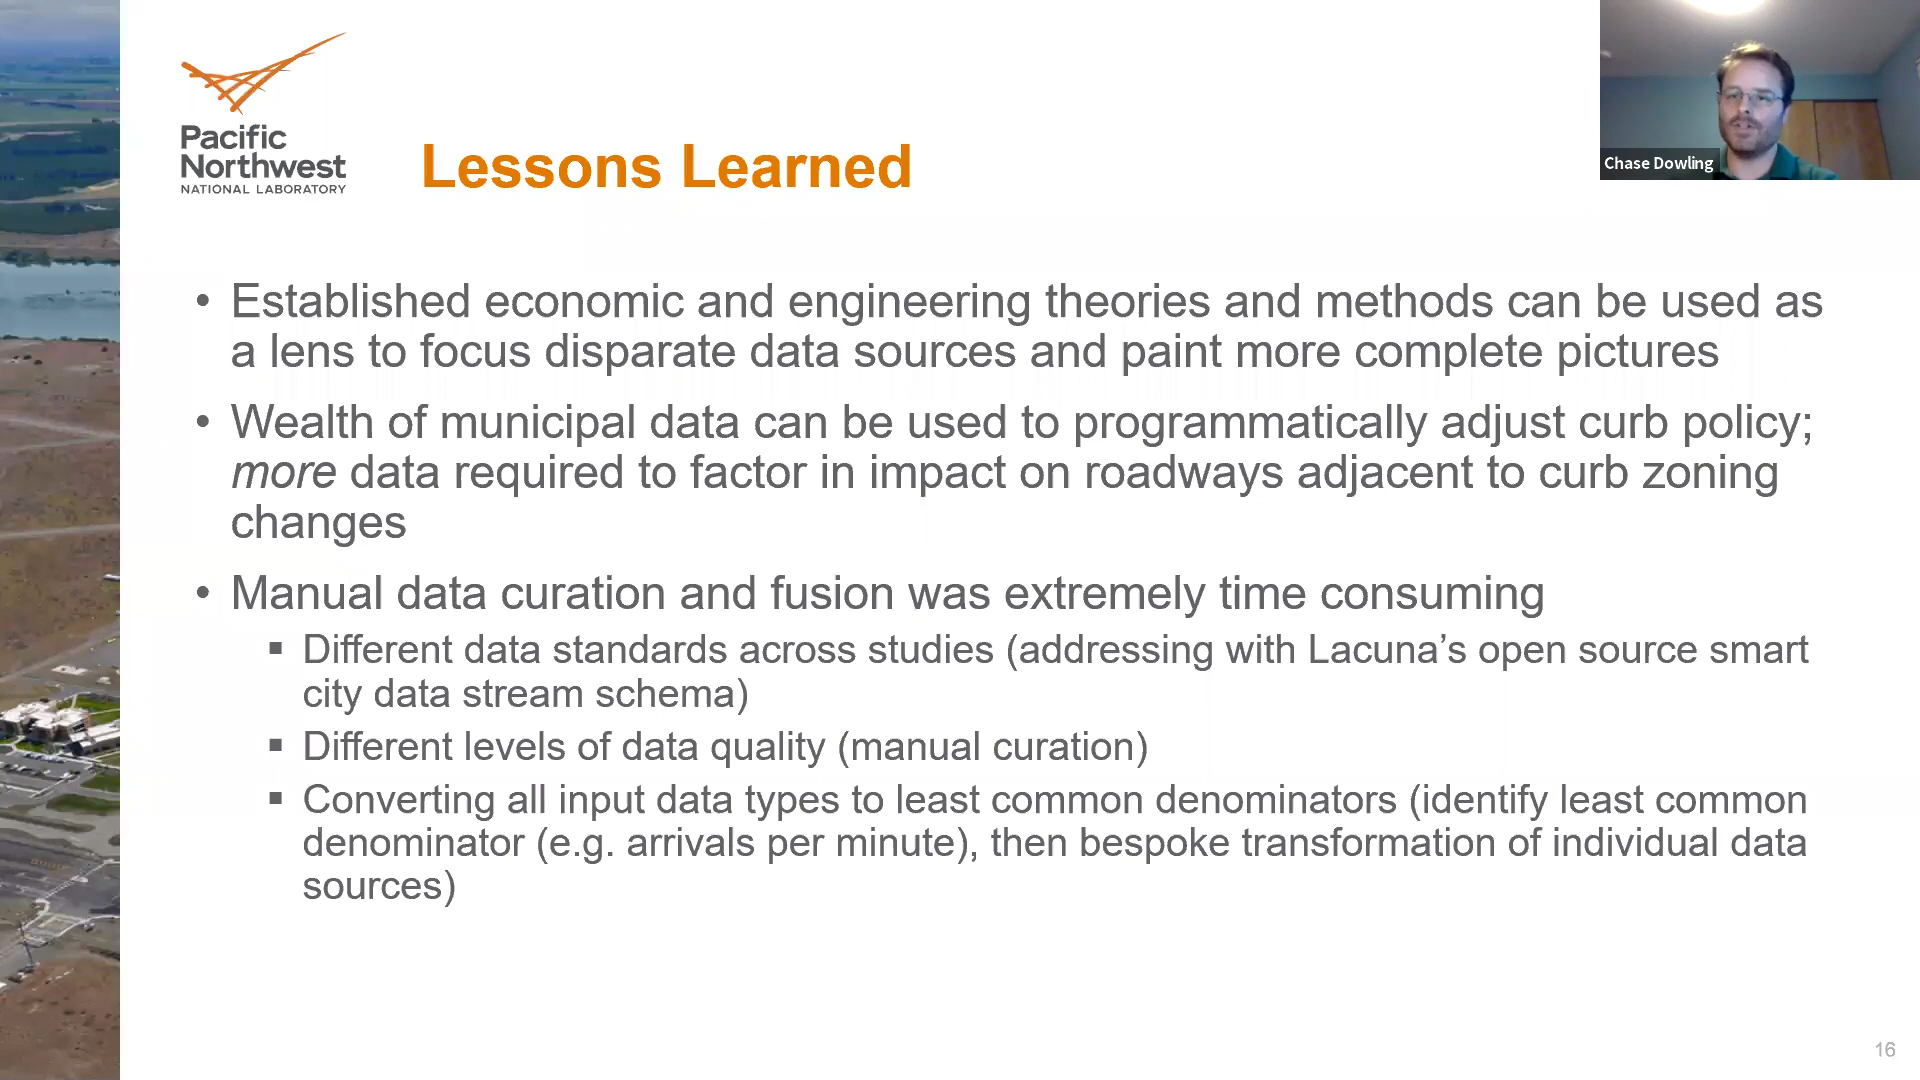 Pacific
Northwest
NATIONAL LABORATORY
Lessons Learned
Chase Dowling
• Established economic and engineering theories and methods can be used as
a lens to focus disparate data sources and paint more complete pictures
• Wealth of municipal data can be used to programmatically adjust curb policy;
more data required to factor in impact on roadways adjacent to curb zoning
changes
• Manual data curation and fusion was extremely time consuming
▪ Different data standards across studies (addressing with Lacuna’s open source smart
city data stream schema)
▪ Different levels of data quality (manual curation)
▪ Converting all input data types to least common denominators (identify least common
denominator (e.g. arrivals per minute), then bespoke transformation of individual data
sources)
16